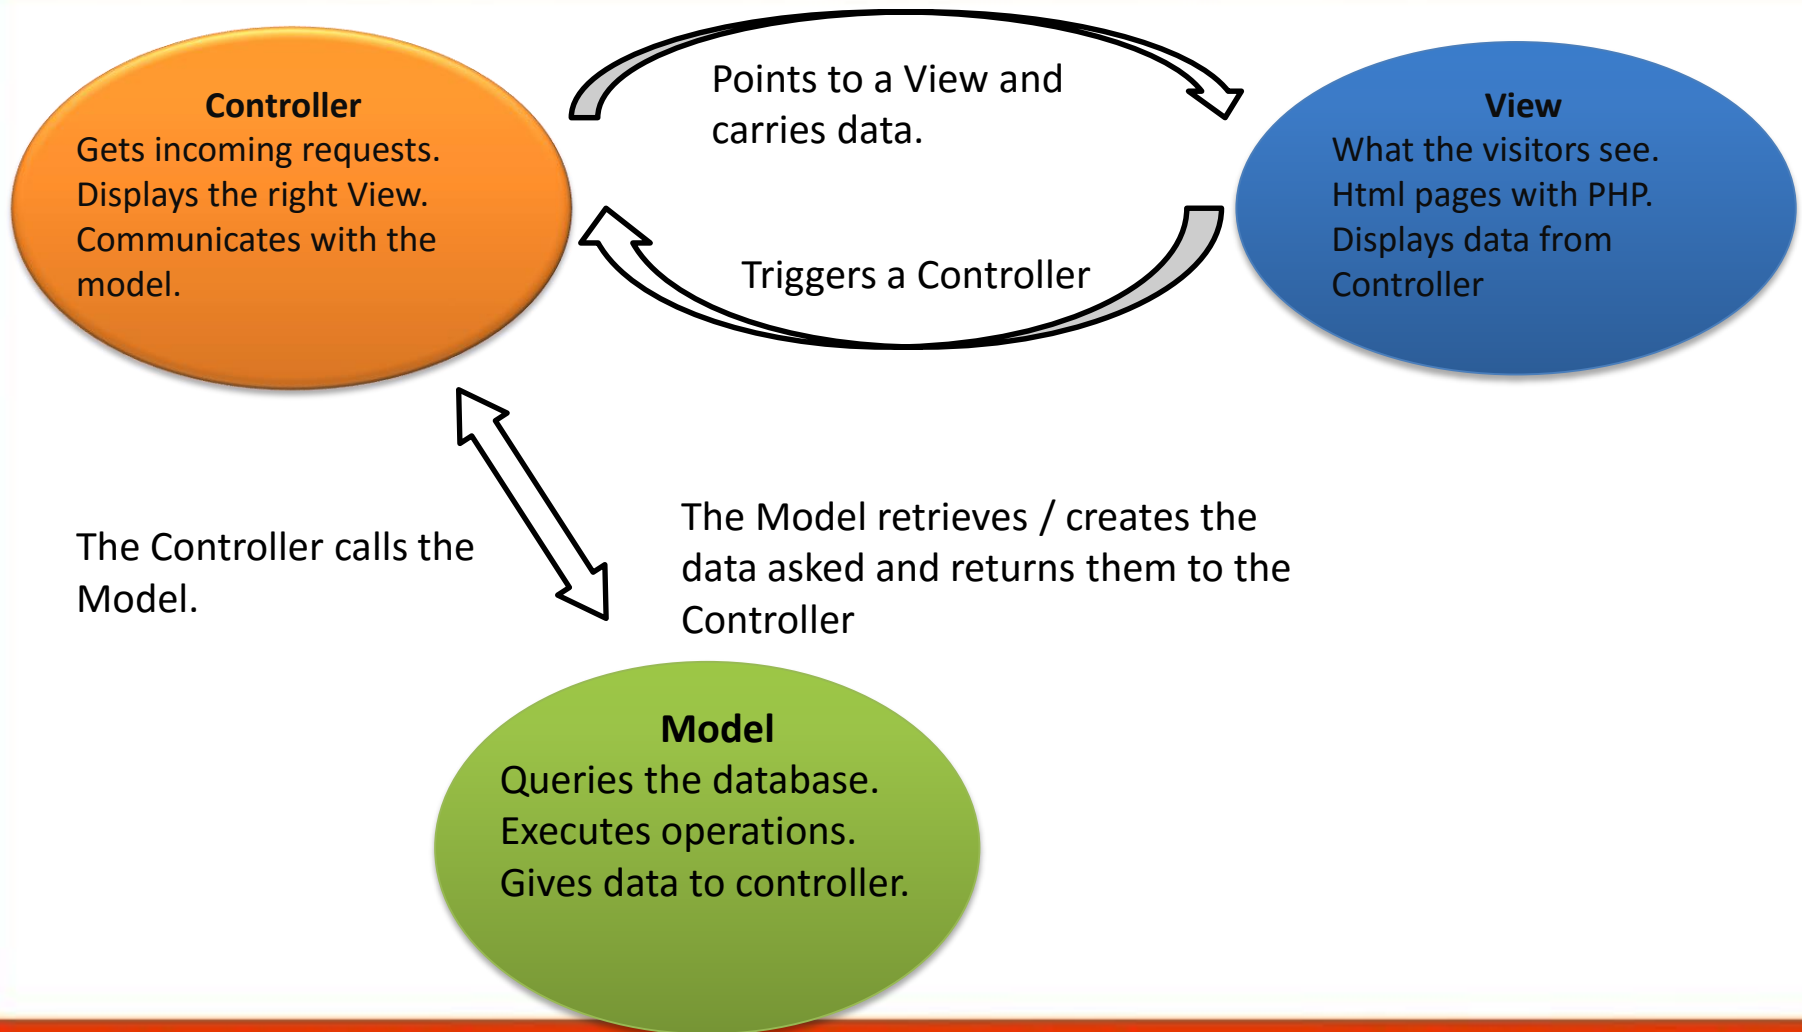 Controller
Gets incoming requests.
Displays the right View.
Communicates with the
model.
Points to a View and
carries data.
Triggers a Controller
View
What the visitors see.
Html pages with PHP.
Displays data from
Controller
The Controller calls the
Model.
The Model retrieves / creates the
data asked and returns them to the
Controller
Model
Queries the database.
Executes operations.
Gives data to controller.